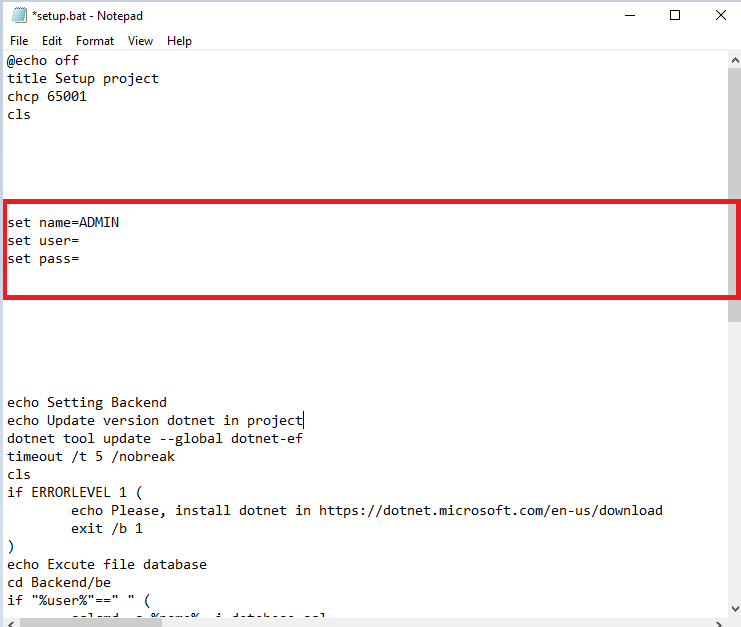 *setup.bat - Notepad
File Edit Format View Help
@echo off
title Setup project
chcp 65001
cls
set name=ADMIN
set user=
set pass=
echo Setting Backend
echo Update version dotnet in project
dotnet tool update --global dotnet-ef
timeout /t 5 /nobreak
cls
if ERRORLEVEL 1 (
echo Please, install dotnet in https://dotnet.microsoft.com/en-us/download
exit /b 1
)
echo Excute file database
cd Backend/be
if "%user%"==" " (